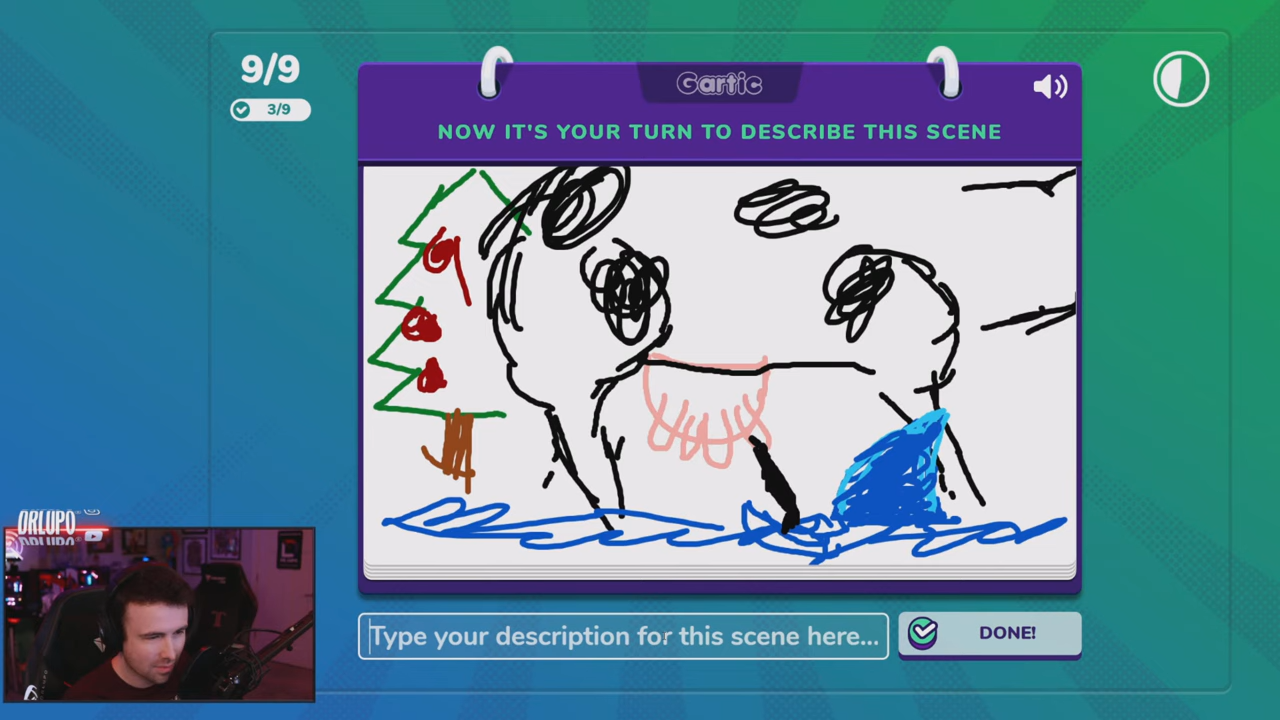 9/9
3/9
Gartic
NOW IT'S YOUR TURN TO DESCRIBE THIS SCENE
Type your description for this scene here...
DONE!
ORLUPO